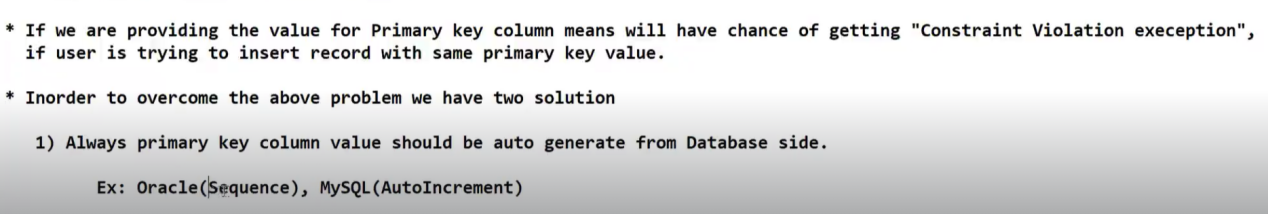 * If we are providing the value for Primary key column means will have chance of getting "Constraint Violation exeception",
if user is trying to insert record with same primary key value.
* Inorder to overcome the above problem we have two solution
1) Always primary key column value should be auto generate from Database side.
Ex: Oracle(Sequence), MySQL(AutoIncrement)